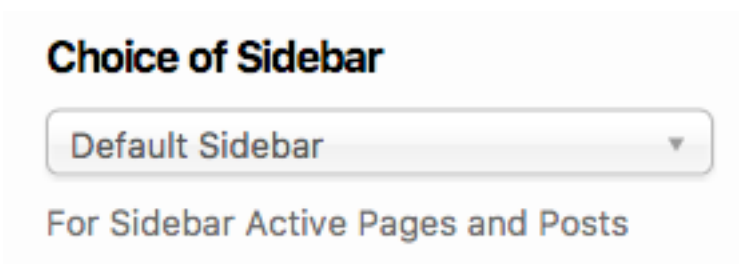 Choice of Sidebar
Default Sidebar
For Sidebar Active Pages and Posts